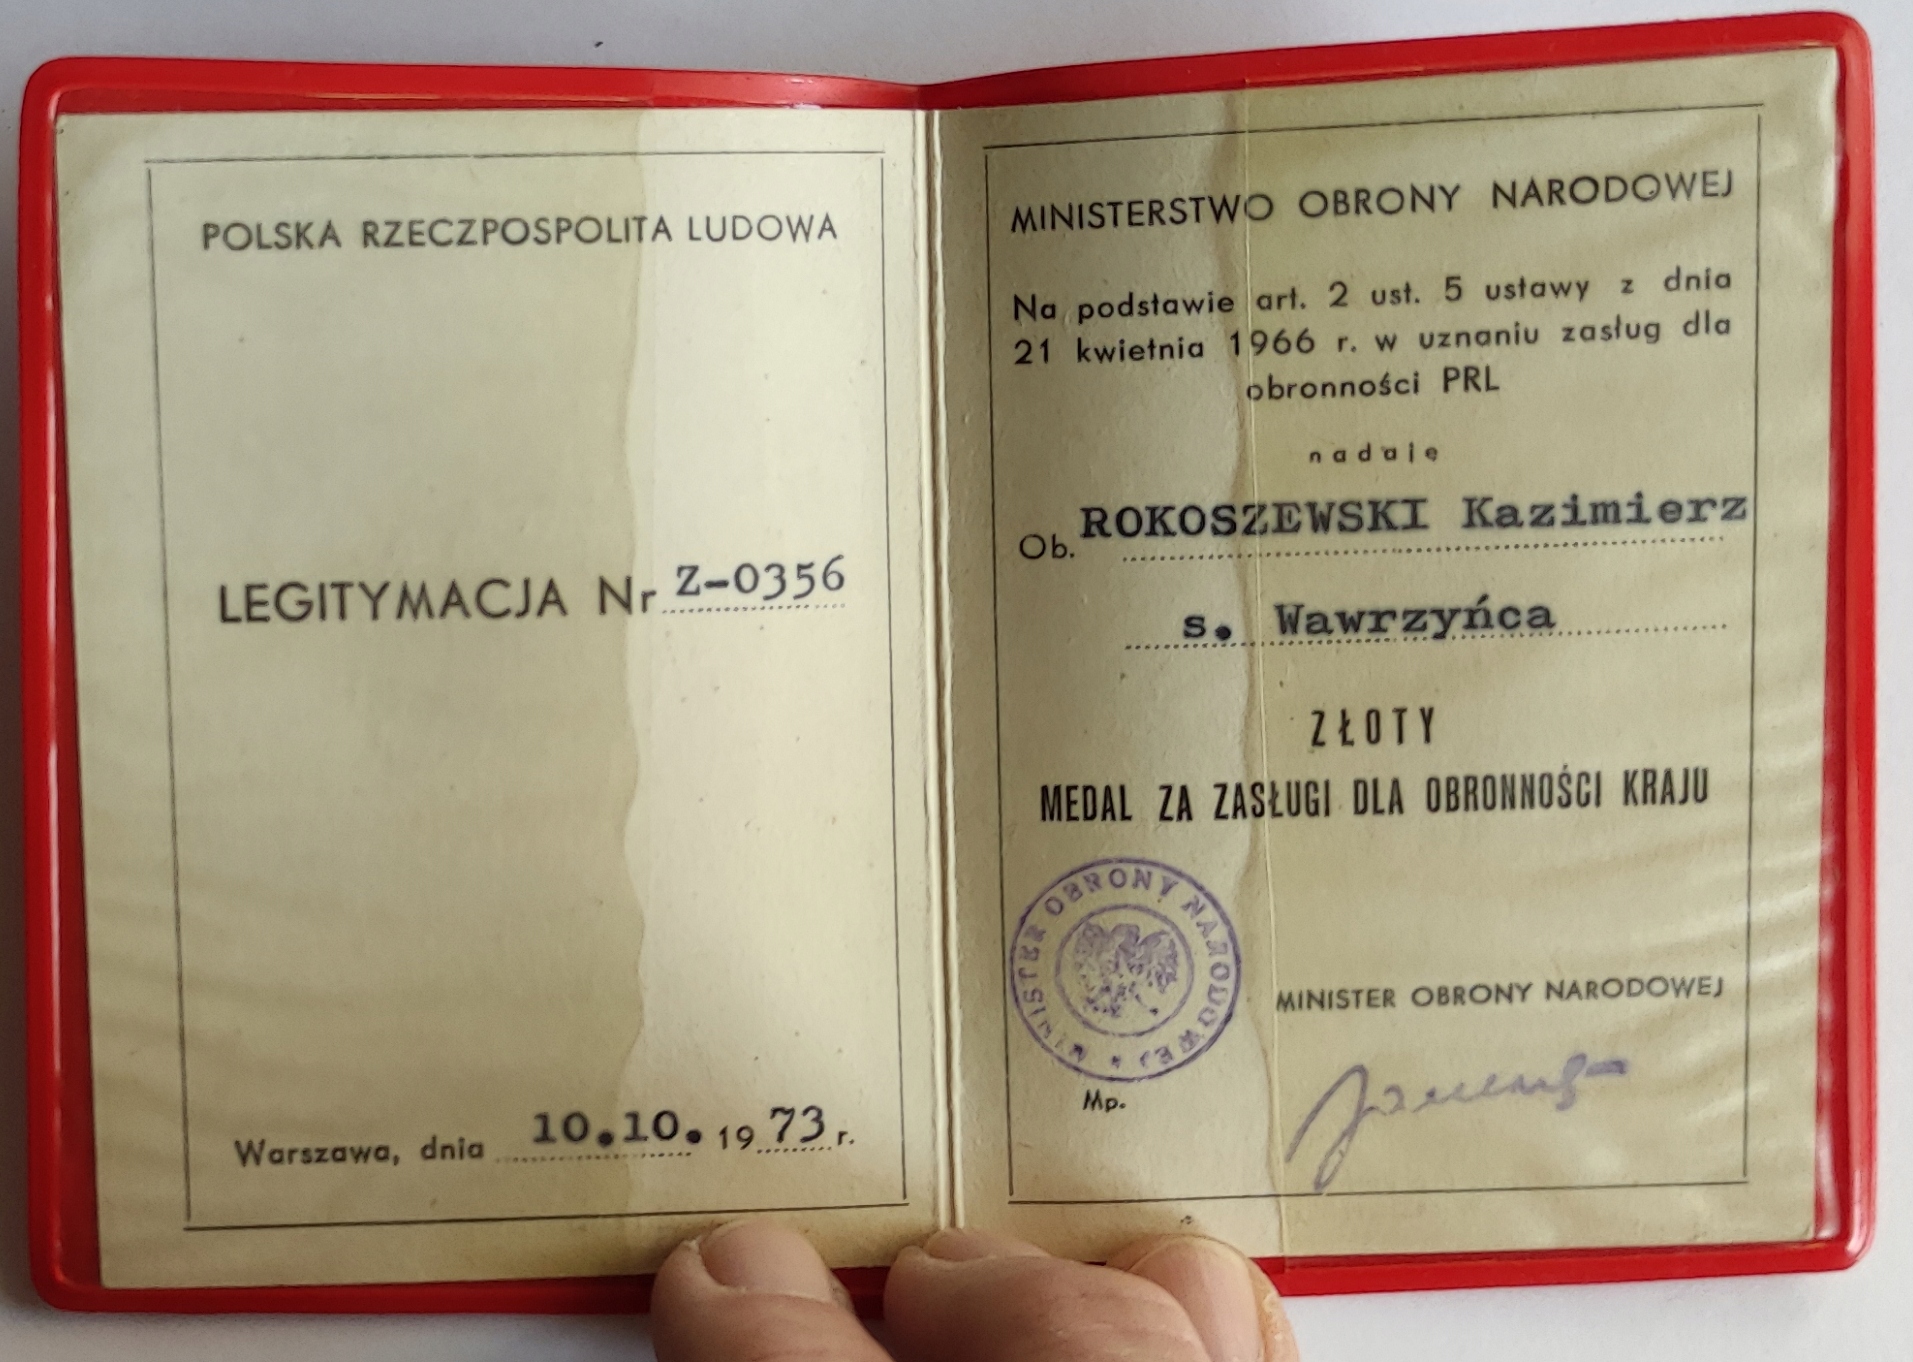 POLSKA RZECZPOSPOLITA LUDOWA
LEGITYMACJA Nr Z-0356
Warszawa, dnia 10.10. 1973 r.
MINISTERSTWO OBRONY NARODOWEJ
Na podstawie art. 2 ust. 5 ustawy z dnia
21 kwietnia 1966 r. w uznaniu zasług dla
obronności PRL
nadaję
Ob. ROKOSZEWSKI Kazimierz
s. Wawrzyńca
ZŁOTY
MEDAL ZA ZASŁUGI DLA OBRONNOŚCI KRAJU
MINISTER OBRONY NARODOWEJ
MINISTER OBRONY NARODOWEJ
Mp.